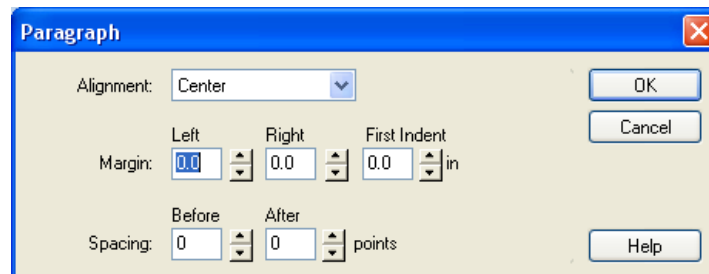 Paragraph
Alignment: Center OK
Cancel
Left Right First Indent
Margin: 0.0 0.0 0.0 in
Before After
Spacing: 0 0 points Help